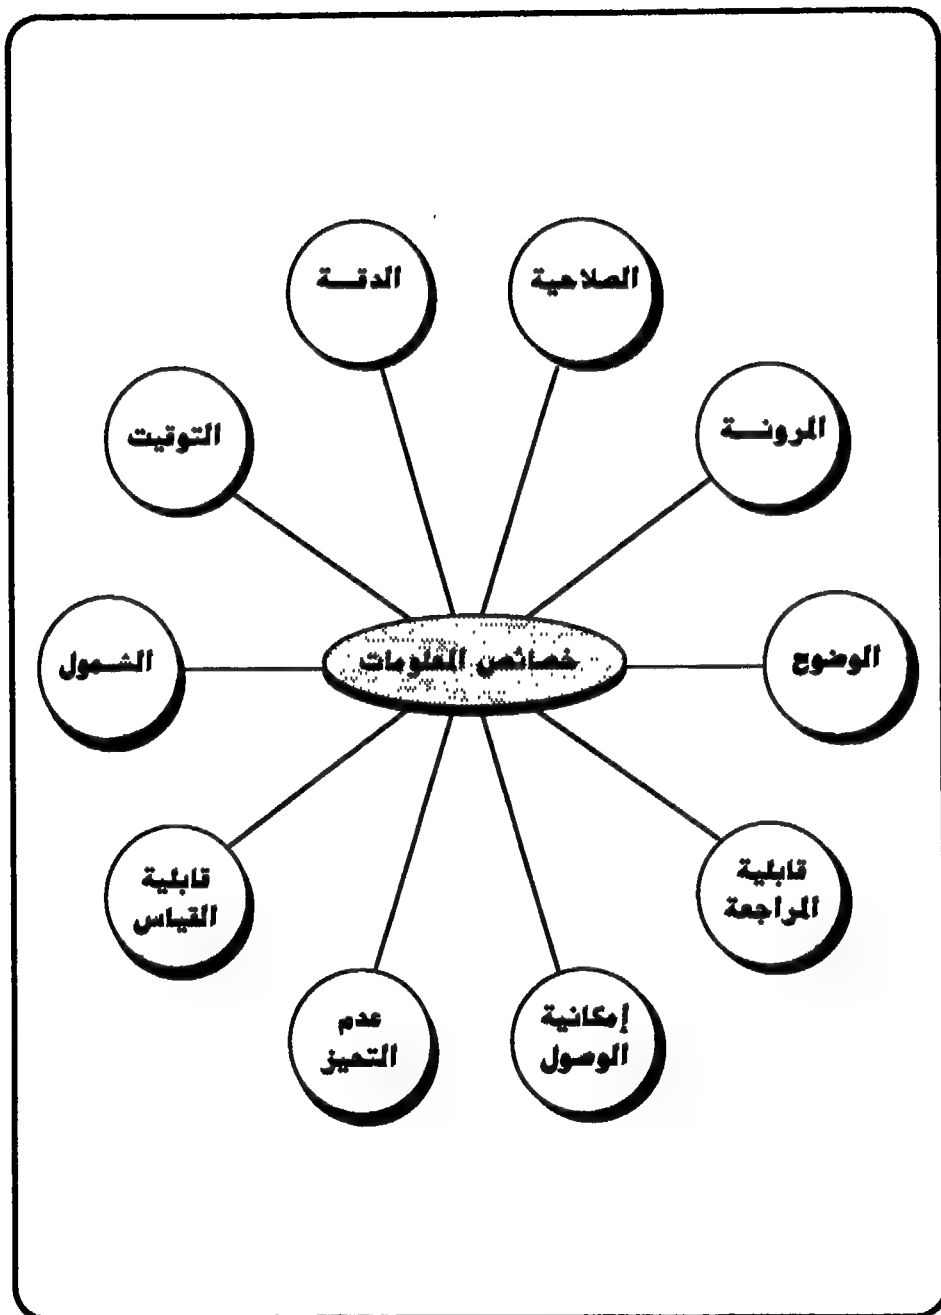 الصلاحية
الدقـــة
المرونـــة
التوقيت
خصائص المعلومات
الوضوح
الشـمول
قابلية
المراجعة
قابلية
القياس
إمكانية
الوصول
عدم
التحيز